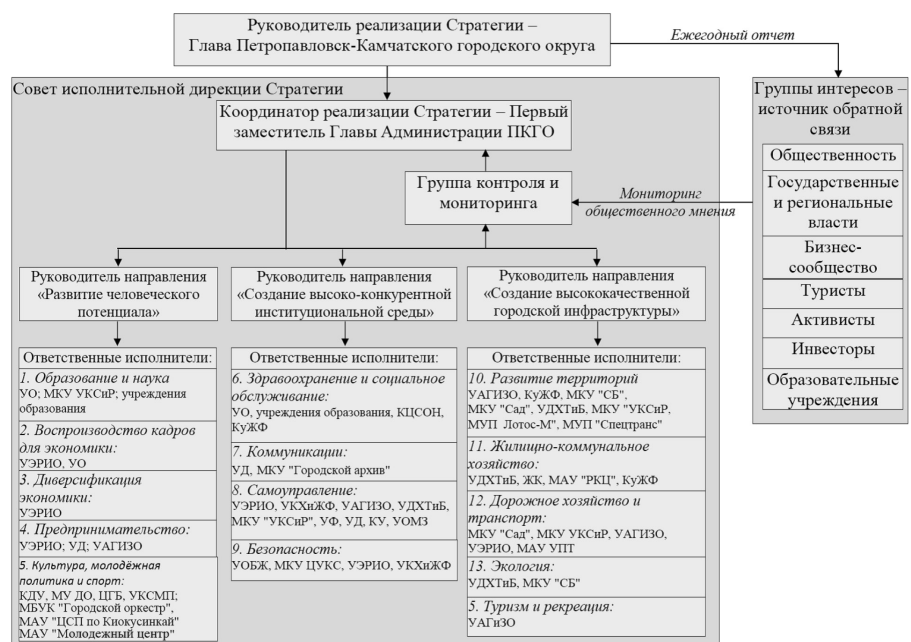 Руководитель реализации Стратегии –
Глава Петропавловск-Камчатского городского округа
Ежегодный отчет
Совет исполнительной дирекции Стратегии
Координатор реализации Стратегии – Первый
заместитель Главы Администрации ПКГО
Группа контроля и
мониторинга
Мониторинг
общественного мнения
Группы интересов –
источник обратной
связи
Общественность
Государственные
и региональные
власти
Бизнес-
сообщество
Туристы
Активисты
Инвесторы
Образовательные
учреждения
Руководитель направления
«Развитие человеческого
потенциала»
Ответственные исполнители:
1. Образование и наука
УО; МКУ УКСиР; учреждения
образования
2. Воспроизводство кадров
для экономики:
УЭРИО, УО
3. Диверсификация
экономики:
УЭРИО
4. Предпринимательство:
УЭРИО; УД; УАГИЗО
5. Культура, молодёжная
политика и спорт:
КДУ, МУ ДО, ЦГБ, УКСМП;
МБУК "Городской оркестр",
МАУ "ЦСП по Киокусинкай"
МАУ "Молодежный центр"
Руководитель направления
«Создание высоко-конкурентной
институциональной среды»
Ответственные исполнители:
6. Здравоохранение и социальное
обслуживание:
УО, учреждения образования, КЦСОН,
КуЖФ
7. Коммуникации:
УД, МКУ "Городской архив"
8. Самоуправление:
УЭРИО, УКХиЖФ, УАГИЗО, УДХТиБ,
МКУ "УКСиР", УФ, УД, КУ, УОМЗ
9. Безопасность:
УОБЖ, МКУ ЦУКС, УЭРИО, УКХиЖФ
Руководитель направления
«Создание высококачественной
городской инфраструктуры»
Ответственные исполнители:
10. Развитие территорий
УАГИЗО, КуЖФ, МКУ "СБ",
МКУ "Сад", УДХТиБ, МКУ "УКСиР,
МУП Лотос-М", МУП "Спецтранс"
11. Жилищно-коммунальное
хозяйство:
УДХТиБ, ЖК, МАУ "РКЦ", КуЖФ
12. Дорожное хозяйство и
транспорт:
МКУ "Сад", МКУ УКСиР, УАГИЗО,
УЭРИО, МАУ УПТ
13. Экология:
УДХТиБ, МКУ "СБ"
5. Туризм и рекреация:
УАГиЗО